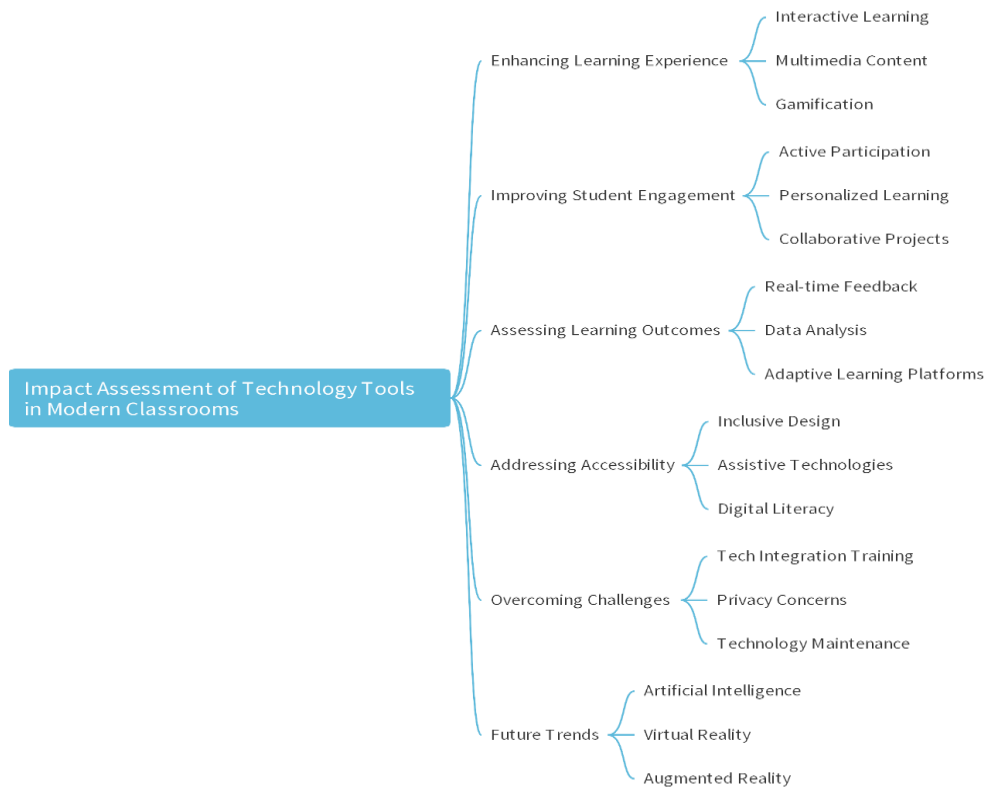 Impact Assessment of Technology Tools
in Modern Classrooms
Enhancing Learning Experience
Interactive Learning
Multimedia Content
Gamification
Improving Student Engagement
Active Participation
Personalized Learning
Collaborative Projects
Assessing Learning Outcomes
Real-time Feedback
Data Analysis
Adaptive Learning Platforms
Addressing Accessibility
Inclusive Design
Assistive Technologies
Digital Literacy
Overcoming Challenges
Tech Integration Training
Privacy Concerns
Technology Maintenance
Future Trends
Artificial Intelligence
Virtual Reality
Augmented Reality